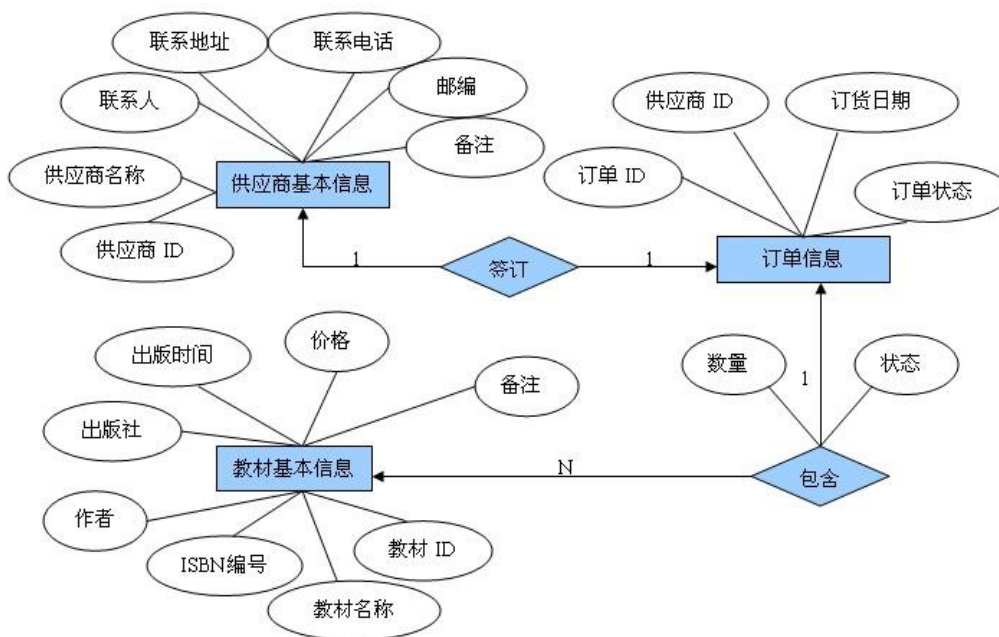 联系地址
联系电话
联系人
邮编
备注
供应商名称
供应商基本信息
供应商 ID
供应商 ID
订货日期
订单 ID
订单状态
订单信息
1
签订
1
出版时间
价格
备注
出版社
教材基本信息
作者
ISBN编号
教材 ID
教材名称
N
数量
状态
1
包含